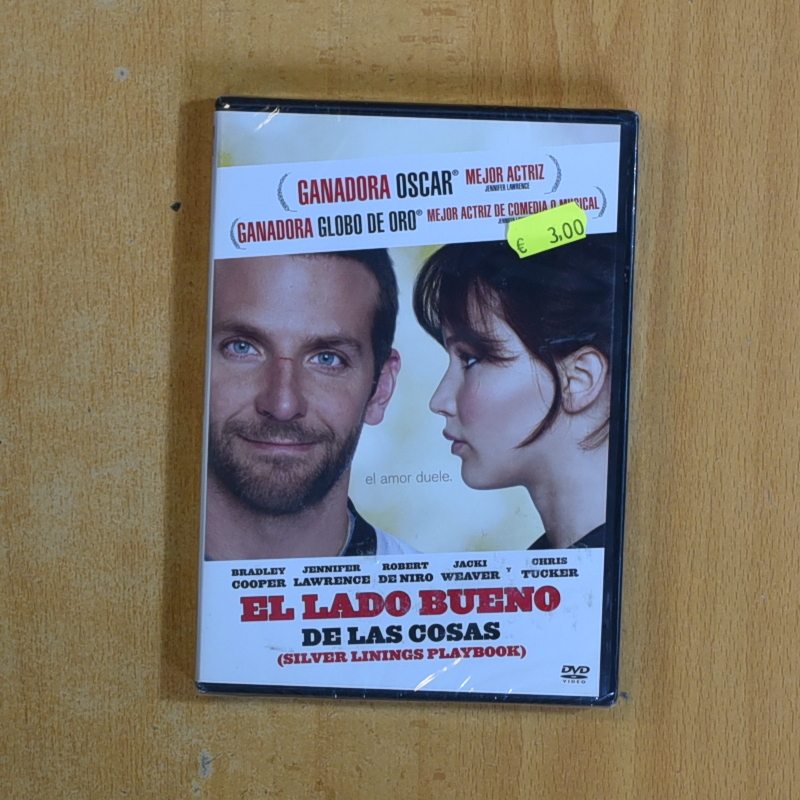 GANADORA OSCAR® MEJOR ACTRIZ
JENNIFER LAWRENCE
GANADORA GLOBO DE ORO® MEJOR ACTRIZ DE COMEDIA O MUSICAL
€ 3,00
el amor duele.
BRADLEY COOPER JENNIFER LAWRENCE ROBERT DE NIRO JACKI WEAVER Y CHRIS TUCKER
EL LADO BUENO
DE LAS COSAS
(SILVER LININGS PLAYBOOK)
DVD
VIDEO